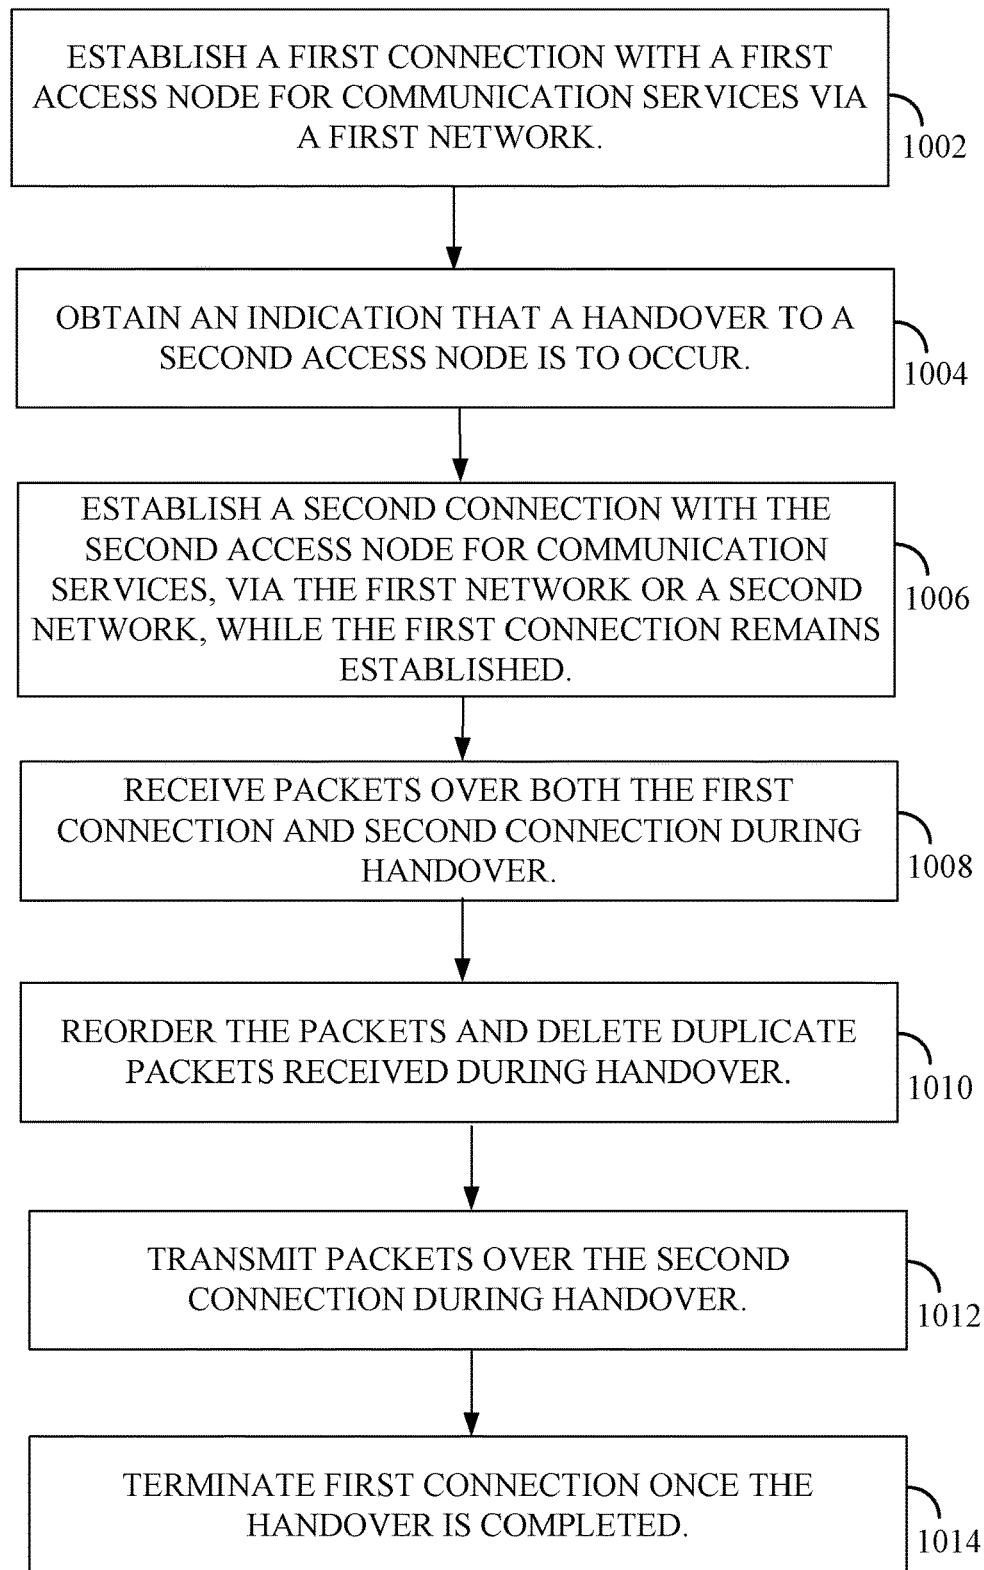 ESTABLISH A FIRST CONNECTION WITH A FIRST
ACCESS NODE FOR COMMUNICATION SERVICES VIA
A FIRST NETWORK.
1002
OBTAIN AN INDICATION THAT A HANDOVER TO A
SECOND ACCESS NODE IS TO OCCUR.
1004
ESTABLISH A SECOND CONNECTION WITH THE
SECOND ACCESS NODE FOR COMMUNICATION
SERVICES, VIA THE FIRST NETWORK OR A SECOND
NETWORK, WHILE THE FIRST CONNECTION REMAINS
ESTABLISHED.
1006
RECEIVE PACKETS OVER BOTH THE FIRST
CONNECTION AND SECOND CONNECTION DURING
HANDOVER.
1008
REORDER THE PACKETS AND DELETE DUPLICATE
PACKETS RECEIVED DURING HANDOVER.
1010
TRANSMIT PACKETS OVER THE SECOND
CONNECTION DURING HANDOVER.
1012
TERMINATE FIRST CONNECTION ONCE THE
HANDOVER IS COMPLETED.
1014